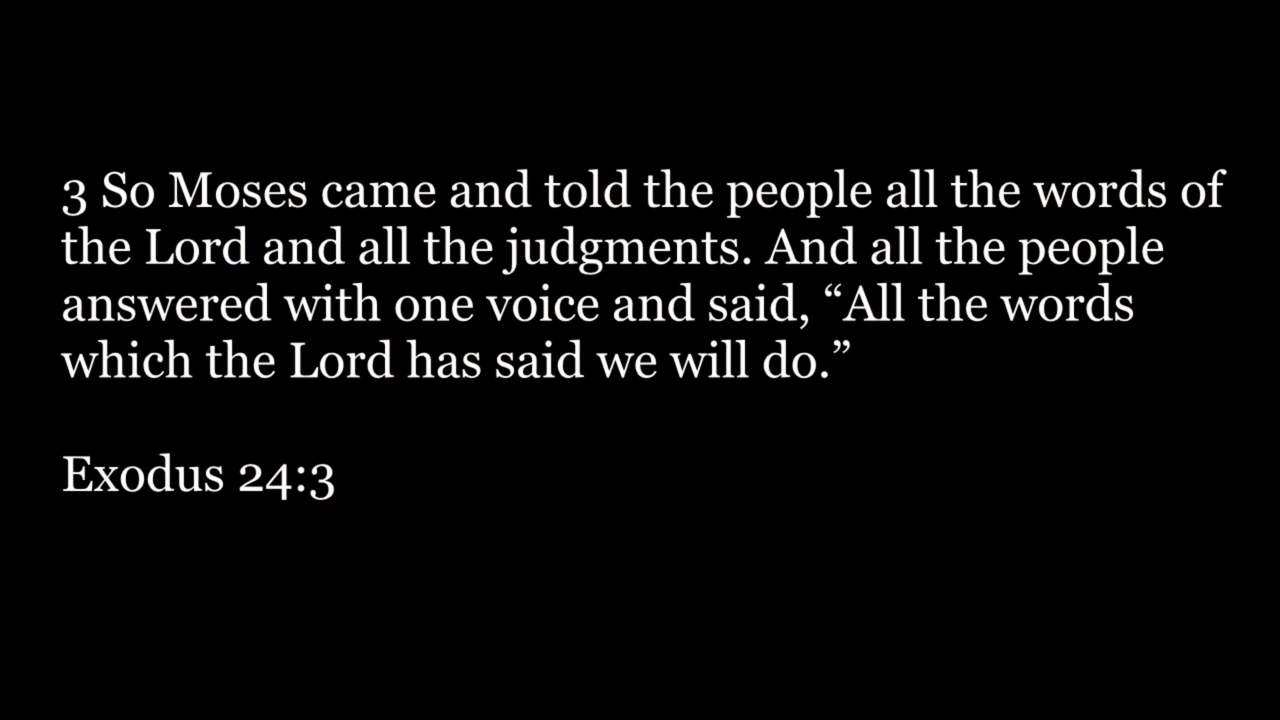 3 So Moses came and told the people all the words of
the Lord and all the judgments. And all the people
answered with one voice and said, “All the words
which the Lord has said we will do.”
Exodus 24:3